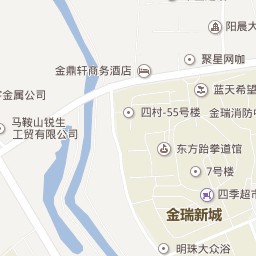 阳晨大
聚星网咖
金鼎轩商务酒店
蓝天希望
金属公司
四村-55号楼
金瑞消防中
马鞍山锐生
工贸有限公司
东方跆拳道馆
7号楼
四季超市
金瑞新城
明珠大众浴